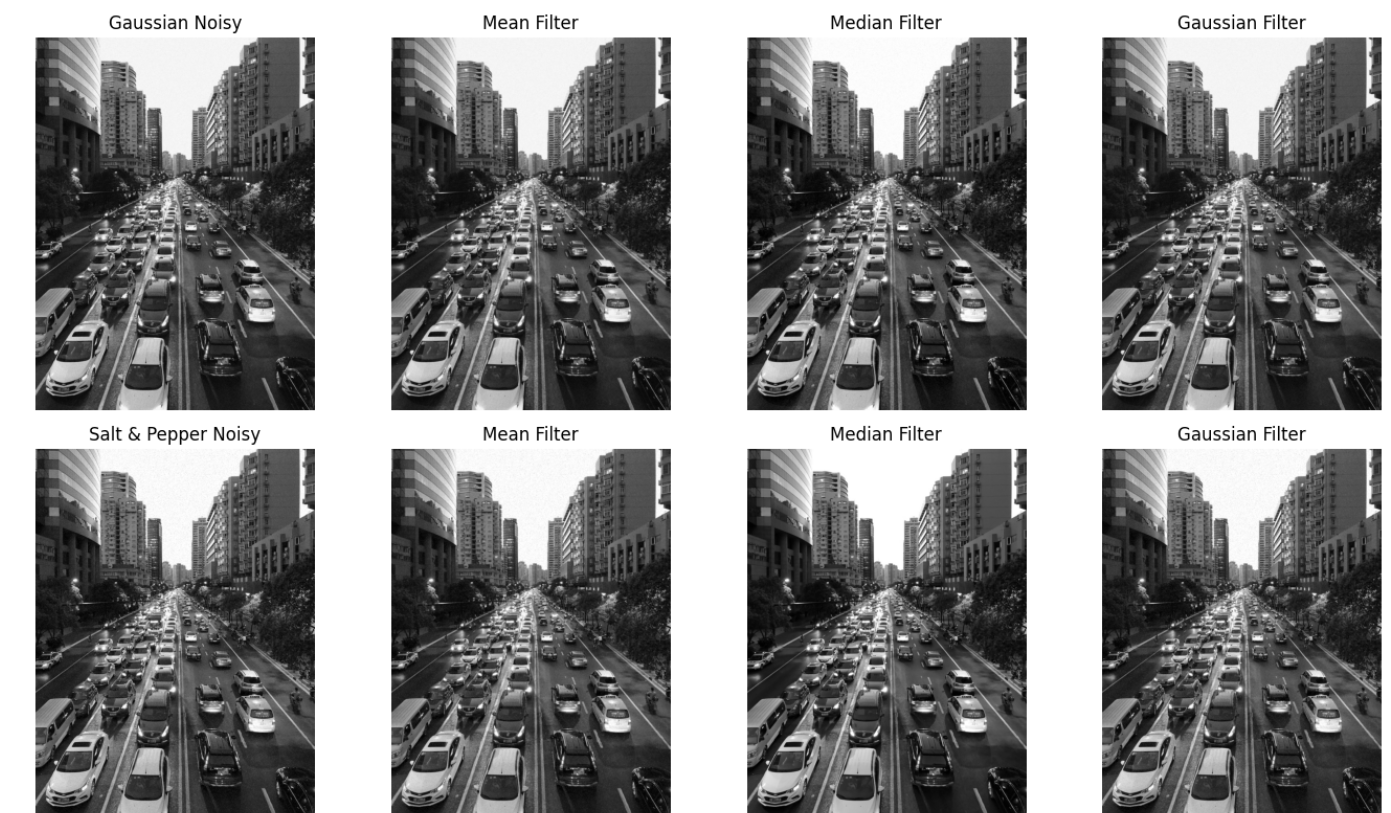 Gaussian Noisy
Mean Filter
Median Filter
Gaussian Filter
Salt & Pepper Noisy
Mean Filter
Median Filter
Gaussian Filter